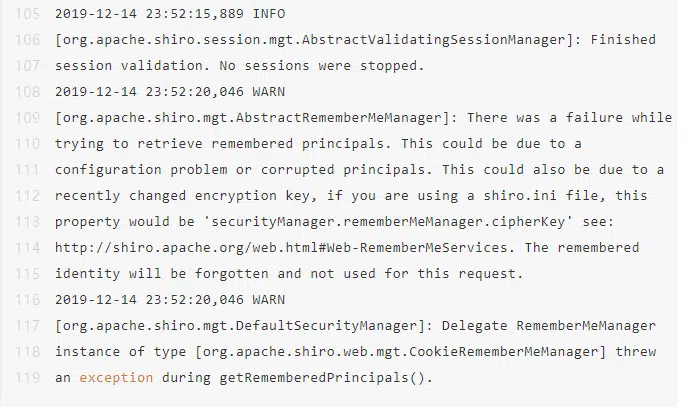 105 2019-12-14 23:52:15,889 INFO
106 [org.apache.shiro.session.mgt.AbstractValidatingSessionManager]: Finished
107 session validation. No sessions were stopped.
108 2019-12-14 23:52:20,046 WARN
109 [org.apache.shiro.mgt.AbstractRememberMeManager]: There was a failure while
110 trying to retrieve remembered principals. This could be due to a
111 configuration problem or corrupted principals. This could also be due to a
112 recently changed encryption key, if you are using a shiro.ini file, this
113 property would be 'securityManager.rememberMeManager.cipherKey' see:
114 http://shiro.apache.org/web.html#Web-RememberMeServices. The remembered
115 identity will be forgotten and not used for this request.
116 2019-12-14 23:52:20,046 WARN
117 [org.apache.shiro.mgt.DefaultSecurityManager]: Delegate RememberMeManager
118 instance of type [org.apache.shiro.web.mgt.CookieRememberMeManager] threw
119 an exception during getRememberedPrincipals().